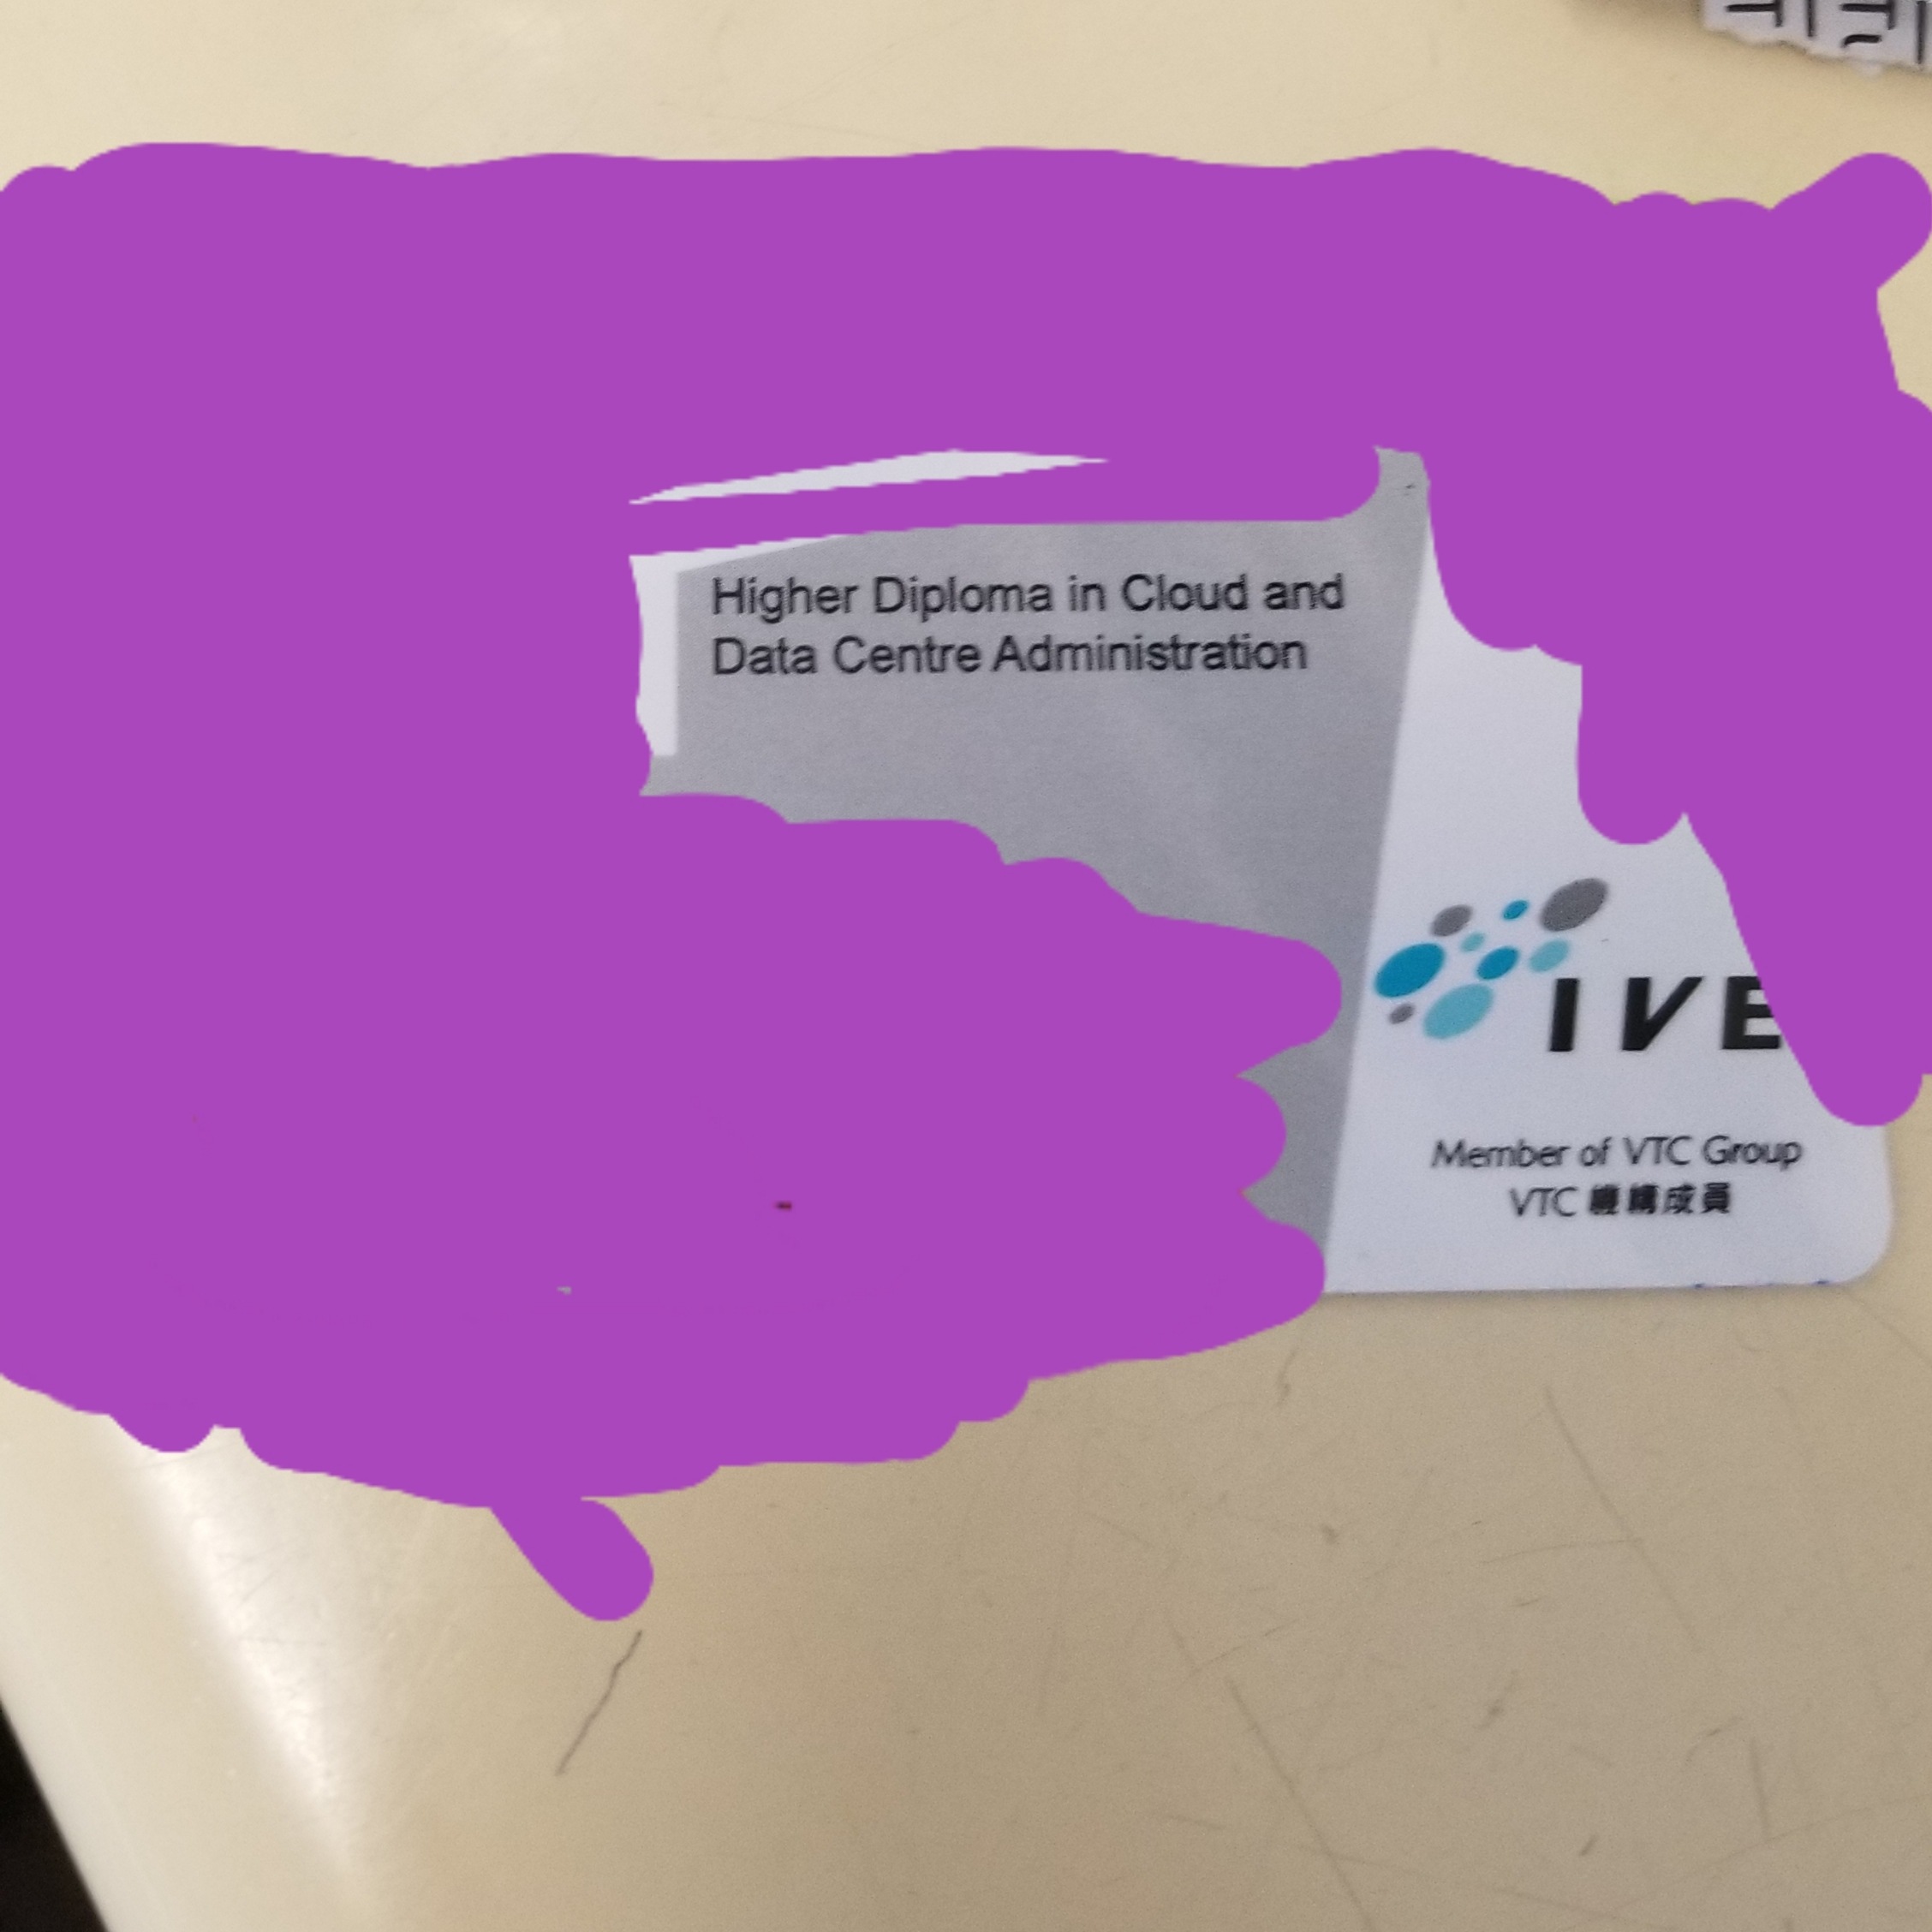 Higher Diploma in Cloud and
Data Centre Administration
IVE
Member of VTC Group
VTC 機構成員